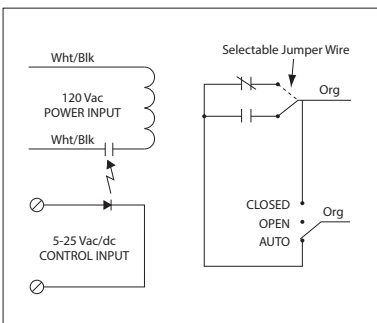 Wht/Blk
120 Vac
POWER INPUT
Wht/Blk
5-25 Vac/dc
CONTROL INPUT
Selectable Jumper Wire
Org
CLOSED
OPEN
AUTO
Org